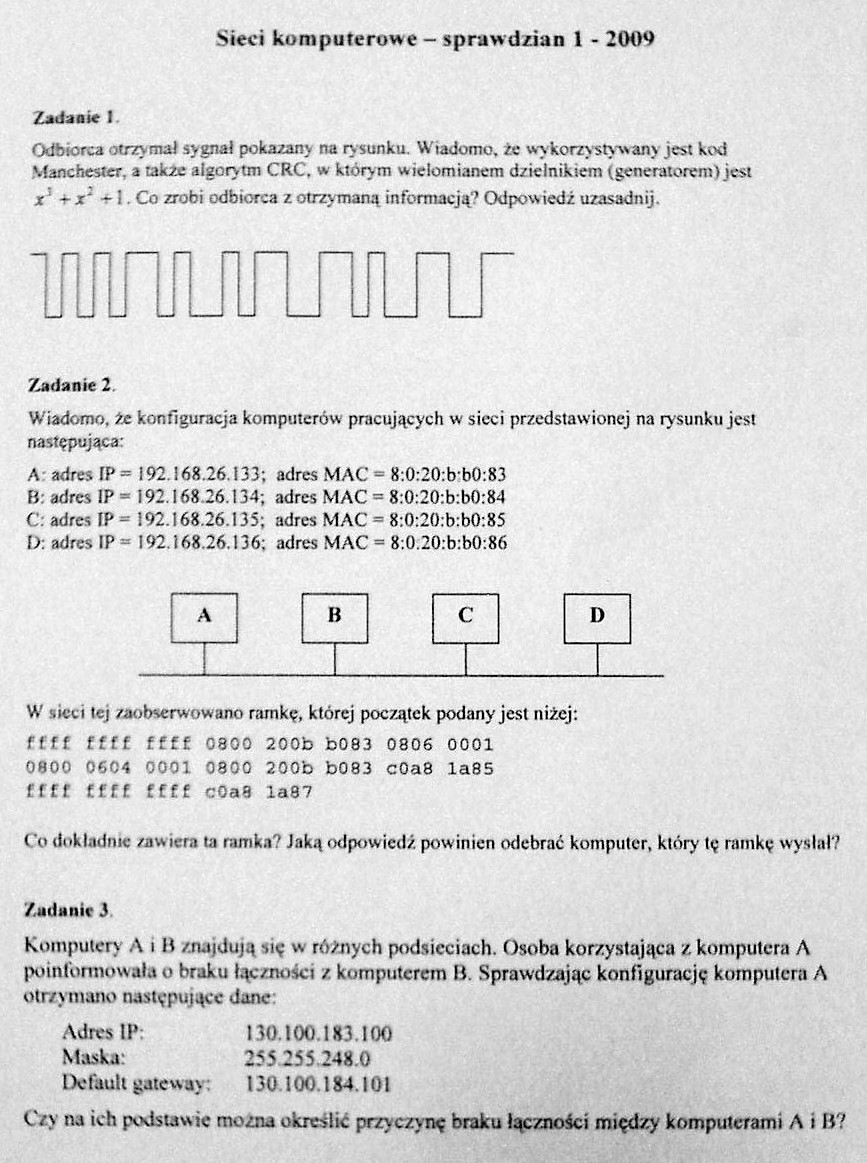 Sieci komputerowe – sprawdzian 1 - 2009
Zadanie 1.
Odbiorca otrzymał sygnał pokazany na rysunku. Wiadomo, że wykorzystywany jest kod
Manchester, a także algorytm CRC, w którym wielomianem dzielnikiem (generatorem) jest
x³ + x² + 1. Co zrobi odbiorca z otrzymaną informacją? Odpowiedź uzasadnij.
Zadanie 2.
Wiadomo, że konfiguracja komputerów pracujących w sieci przedstawionej na rysunku jest
następująca:
A: adres IP = 192.168.26.133; adres MAC = 8:0:20:b:b0:83
B: adres IP = 192.168.26.134; adres MAC = 8:0:20:b:b0:84
C: adres IP = 192.168.26.135; adres MAC = 8:0:20:b:b0:85
D: adres IP = 192.168.26.136; adres MAC = 8:0:20:b:b0:86
A B C D
W sieci tej zaobserwowano ramkę, której początek podany jest niżej:
ffff ffff ffff 0800 200b b083 0806 0001
0800 0604 0001 0800 200b b083 c0a8 1a85
ffff ffff ffff c0a8 1a87
Co dokładnie zawiera ta ramka? Jaką odpowiedź powinien odebrać komputer, który tę ramkę wysłał?
Zadanie 3.
Komputery A i B znajdują się w różnych podsieciach. Osoba korzystająca z komputera A
poinformowała o braku łączności z komputerem B. Sprawdzając konfigurację komputera A
otrzymano następujące dane:
Adres IP: 130.100.183.100
Maska: 255.255.248.0
Default gateway: 130.100.184.101
Czy na ich podstawie można określić przyczynę braku łączności między komputerami A i B?